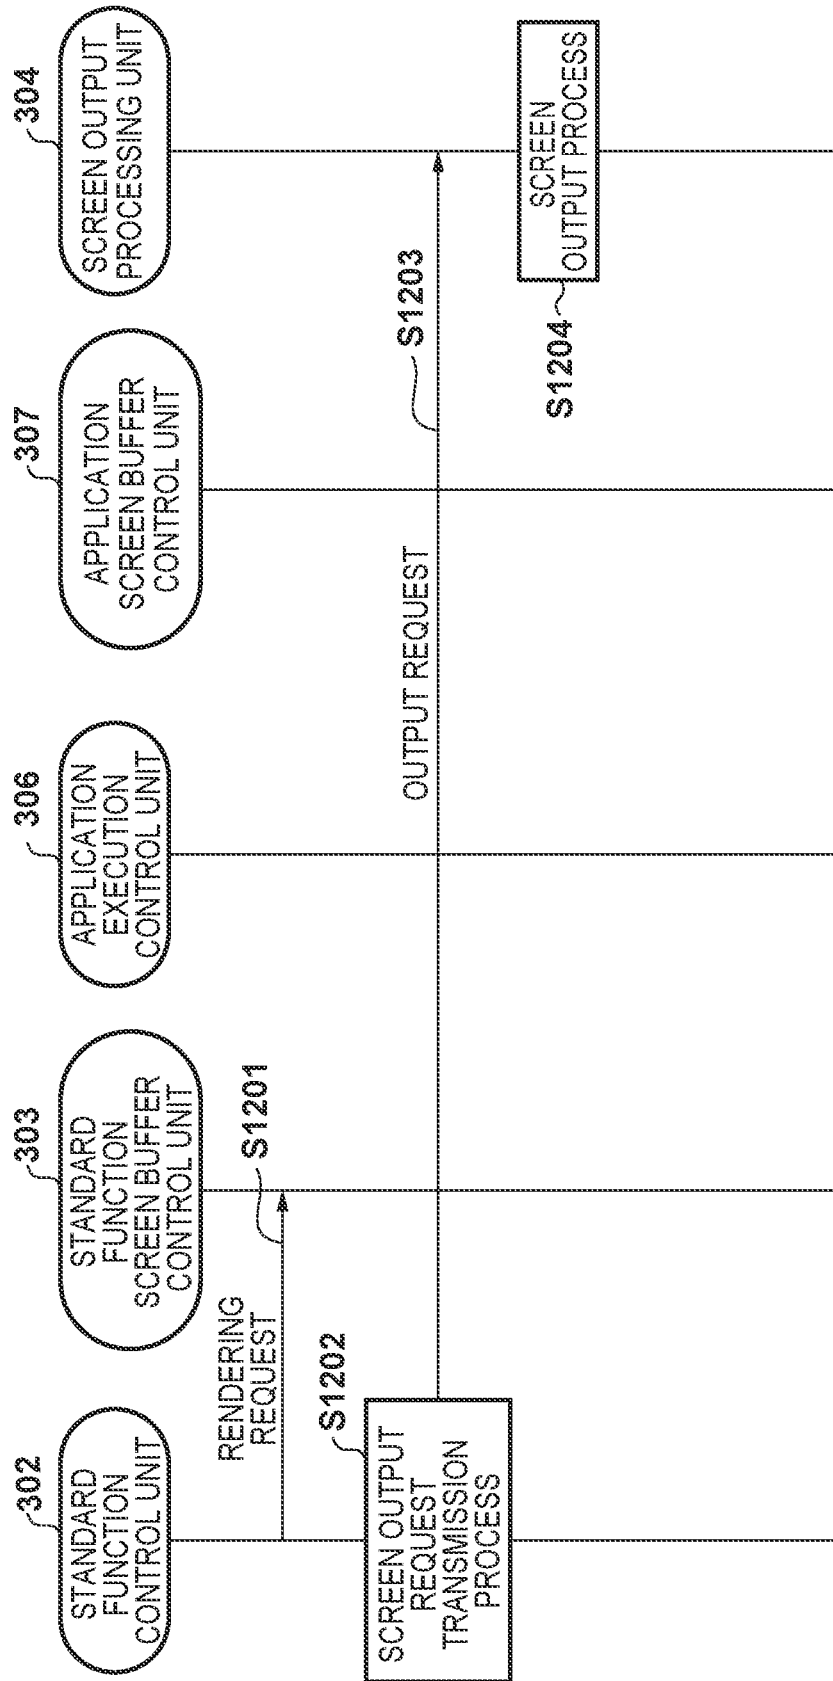 302
STANDARD
FUNCTION
CONTROL UNIT
303
STANDARD
FUNCTION
SCREEN BUFFER
CONTROL UNIT
306
APPLICATION
EXECUTION
CONTROL UNIT
307
APPLICATION
SCREEN BUFFER
CONTROL UNIT
304
SCREEN OUTPUT
PROCESSING UNIT
RENDERING
REQUEST
S1201
S1202
SCREEN OUTPUT
REQUEST
TRANSMISSION
PROCESS
OUTPUT REQUEST
S1203
S1204
SCREEN
OUTPUT PROCESS